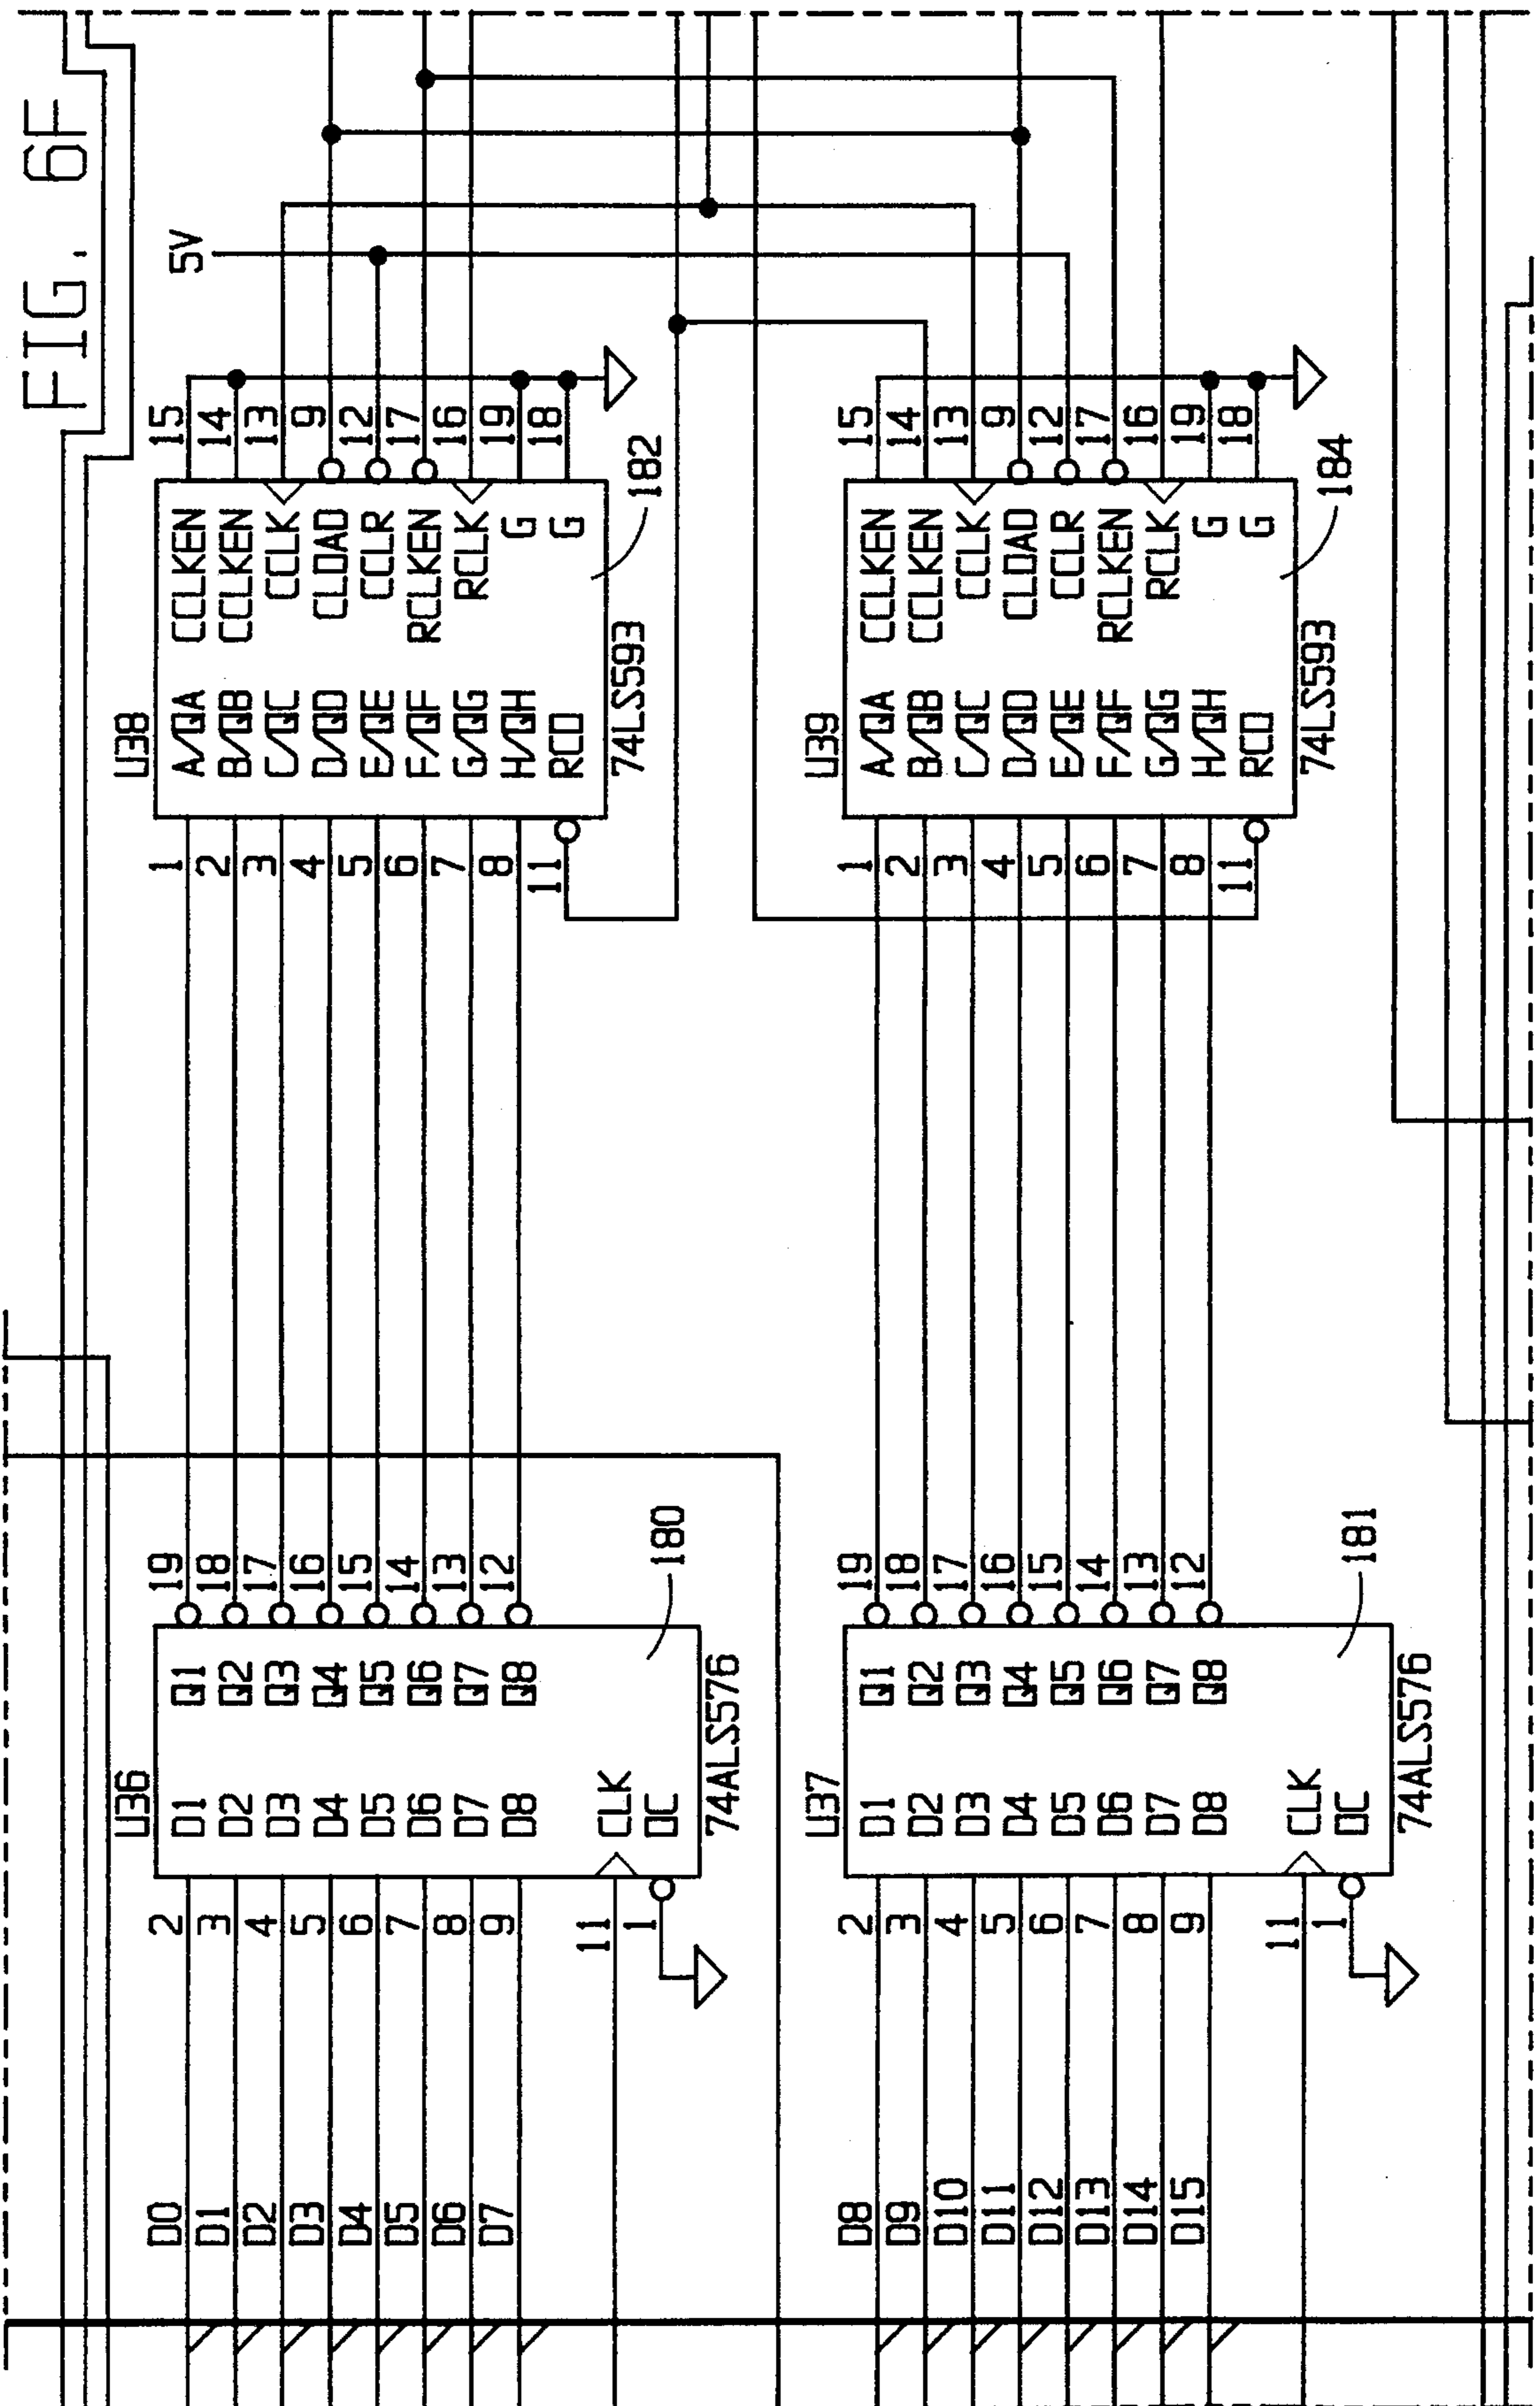 FIG. 6F
5V
U36
D0 2 D1 Q1 19
D1 3 D2 Q2 18
D2 4 D3 Q3 17
D3 5 D4 Q4 16
D4 6 D5 Q5 15
D5 7 D6 Q6 14
D6 8 D7 Q7 13
D7 9 D8 Q8 12
11 CLK
1 OC
74ALS576
180
U38
1 A/QA CCLKEN 15
2 B/QB CCLKEN 14
3 C/QC CCLK 13
4 D/QD CLOAD 9
5 E/QE CCLR 12
6 F/QF RCLKEN 17
7 G/QG RCLK 16
8 H/QH G 19
11 RCO G 18
74LS593
182
U37
D8 2 D1 Q1 19
D9 3 D2 Q2 18
D10 4 D3 Q3 17
D11 5 D4 Q4 16
D12 6 D5 Q5 15
D13 7 D6 Q6 14
D14 8 D7 Q7 13
D15 9 D8 Q8 12
11 CLK
1 OC
74ALS576
181
U39
1 A/QA CCLKEN 15
2 B/QB CCLKEN 14
3 C/QC CCLK 13
4 D/QD CLOAD 9
5 E/QE CCLR 12
6 F/QF RCLKEN 17
7 G/QG RCLK 16
8 H/QH G 19
11 RCO G 18
74LS593
184